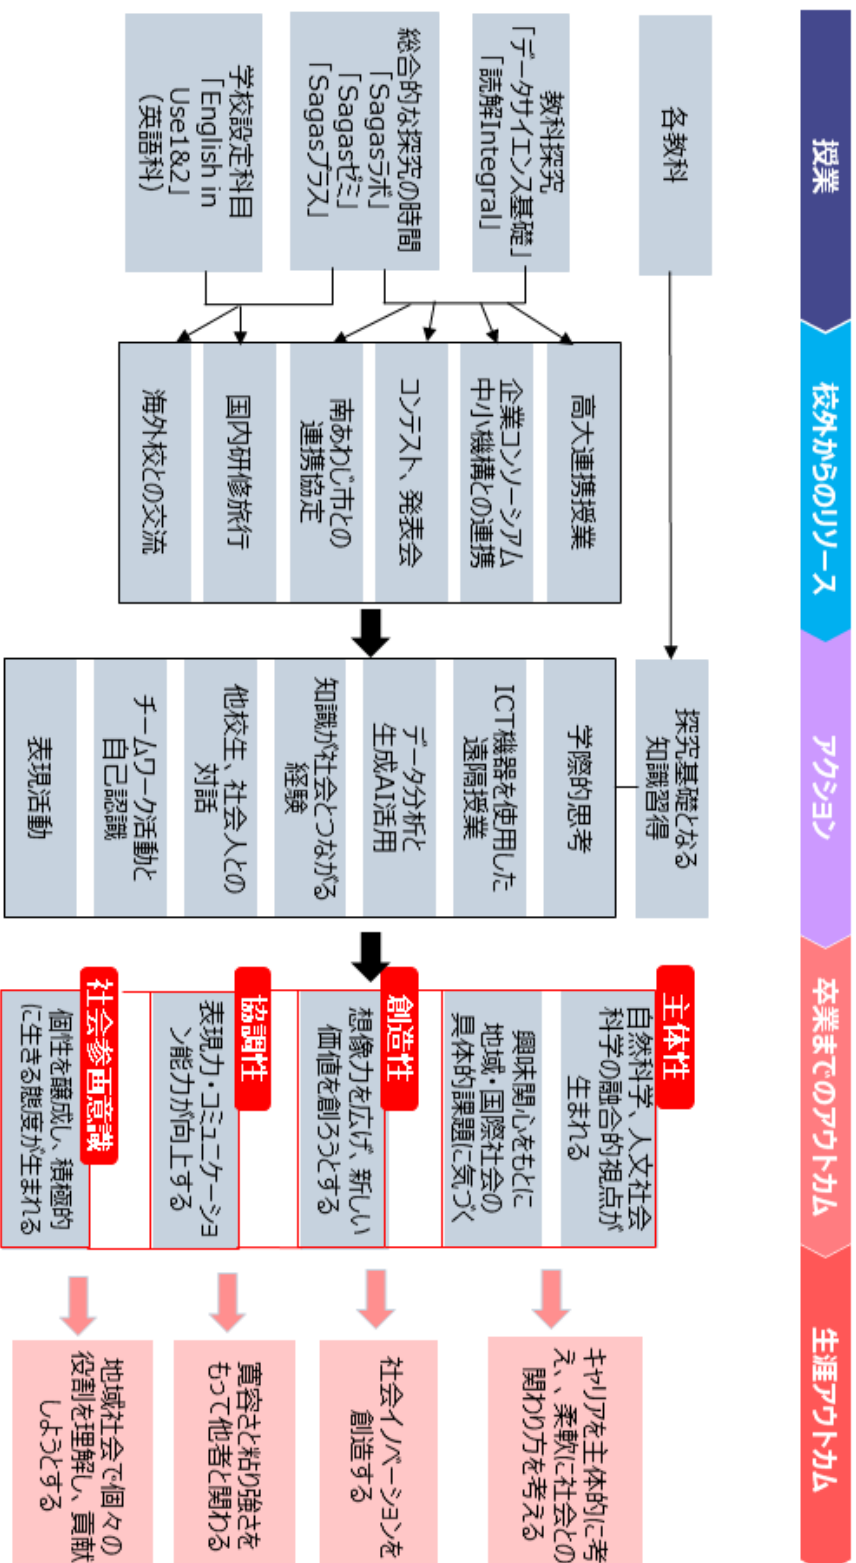 授業
校外からのリソース
アクション
卒業までのアウトカム
生涯アウトカム
各教科
教科探究
「データサイエンス基礎」
「読解Integral」
総合的な探究の時間
「Sagasラボ」
「Sagasゼミ」
「Sagasプラス」
学校設定科目
「English in
Use1&2」
(英語科)
高大連携授業
企業コンソーシアム
中小機構との連携
コンテスト、発表会
南あわじ市との
連携協定
国内研修旅行
海外校との交流
探究基礎となる
知識習得
学際的思考
ICT機器を使用した
遠隔授業
データ分析と
生成AI活用
知識が社会とつながる
経験
他校生、社会人との
対話
チームワーク活動と
自己認識
表現活動
主体性
自然科学、人文社会
科学の融合的視点が
生まれる
興味関心をもとに
地域・国際社会の
具体的課題に気づく
創造性
想像力を広げ、新しい
価値を創ろうとする
協調性
表現力・コミュニケーショ
ン能力が向上する
社会参画意識
個性を醸成し、積極的
に生きる態度が生まれる
キャリアを主体的に考
え、、柔軟に社会との
関わり方を考える
社会イノベーションを
創造する
寛容さと粘り強さを
もって他者と関わる
地域社会で個々の
役割を理解し、貢献
しようとする